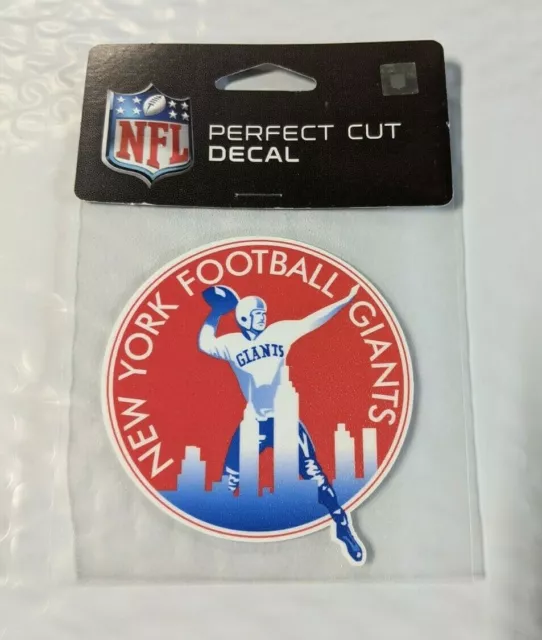 NFL
PERFECT CUT
DECAL
NEW YORK FOOTBALL GIANTS
GIANTS